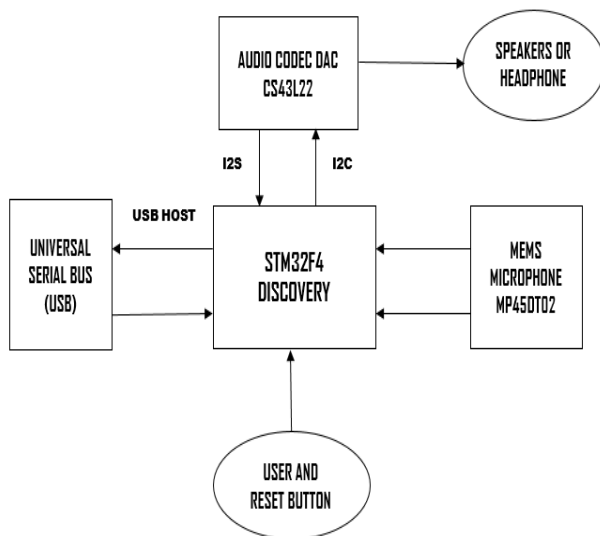 AUDIO CODEC DAC
CS43L22
SPEAKERS OR
HEADPHONE
I2S
I2C
USB HOST
UNIVERSAL
SERIAL BUS
(USB)
STM32F4
DISCOVERY
MEMS
MICROPHONE
MP45OT02
USER AND
RESET BUTTON